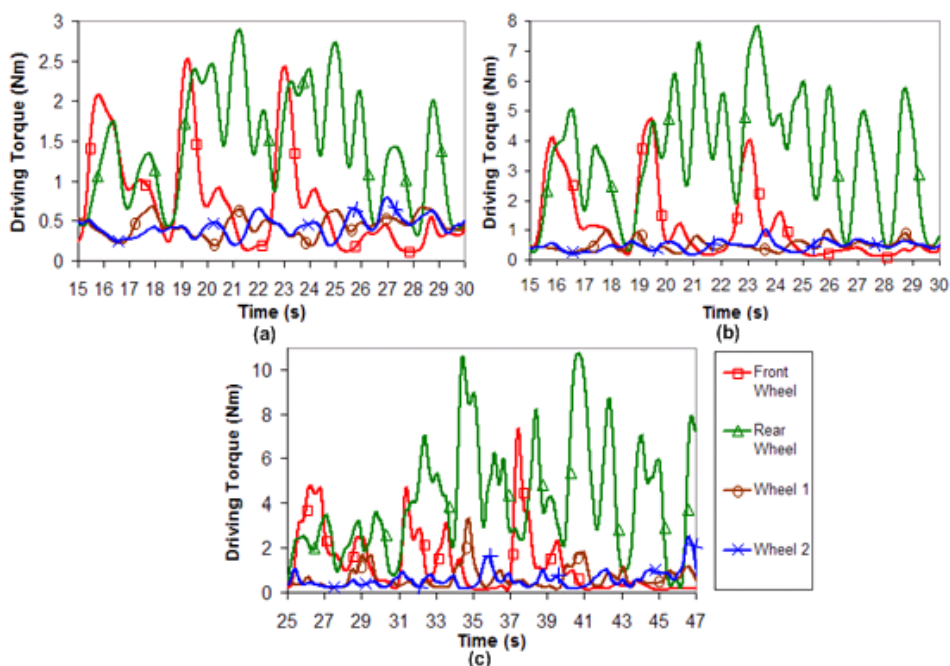 3
2.5
2
1.5
1
0.5
0
Driving Torque (Nm)
15 16 17 18 19 20 21 22 23 24 25 26 27 28 29 30
Time (s)
(a)
8
7
6
5
4
3
2
1
0
Driving Torque (Nm)
15 16 17 18 19 20 21 22 23 24 25 26 27 28 29 30
Time (s)
(b)
10
8
6
4
2
0
Driving Torque (Nm)
25 27 29 31 33 35 37 39 41 43 45 47
Time (s)
(c)
Front
Wheel
Rear
Wheel
Wheel 1
Wheel 2